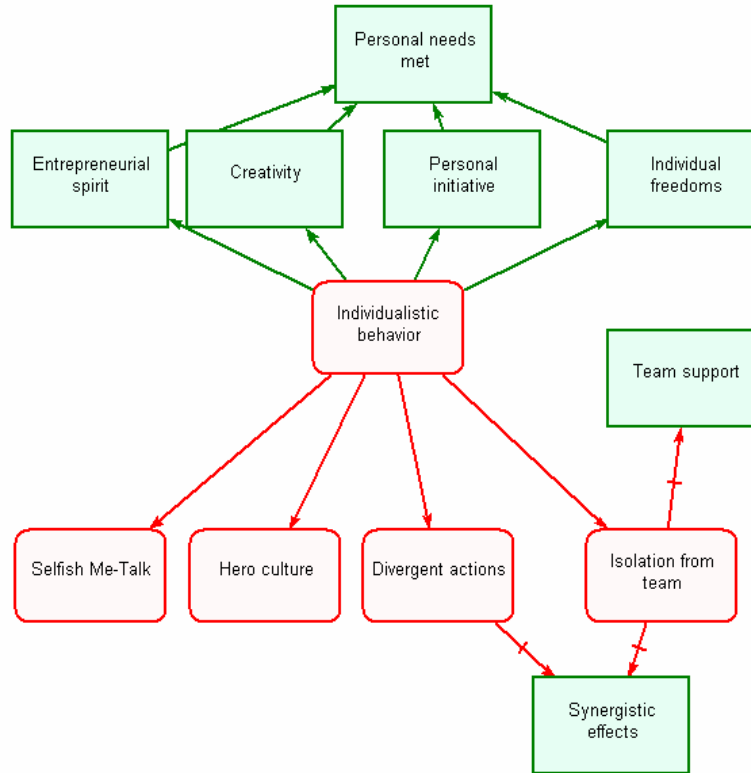 Personal needs
met
Entrepreneurial
spirit
Creativity
Personal
initiative
Individual
freedoms
Individualistic
behavior
Team support
Selfish Me-Talk
Hero culture
Divergent actions
Isolation from
team
Synergistic
effects